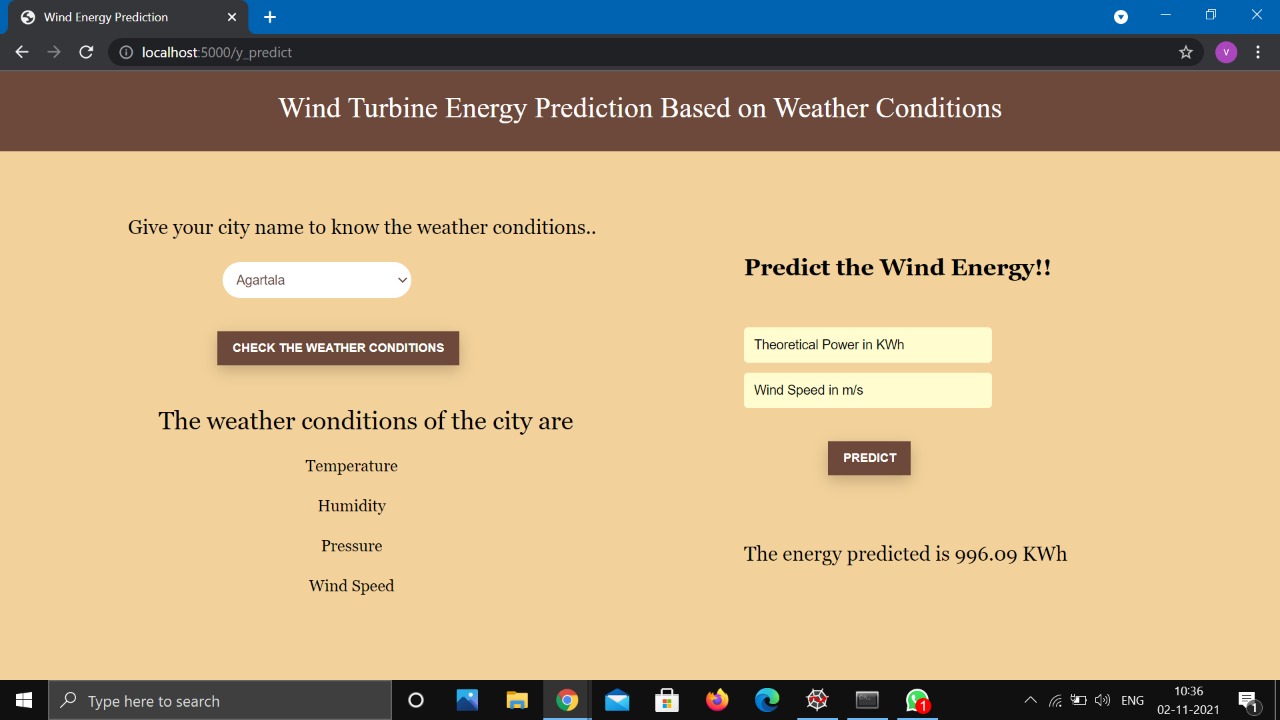 Wind Energy Prediction
localhost:5000/y_predict
V
Wind Turbine Energy Prediction Based on Weather Conditions
Give your city name to know the weather conditions..
Agartala
CHECK THE WEATHER CONDITIONS
The weather conditions of the city are
Temperature
Humidity
Pressure
Wind Speed
Predict the Wind Energy!!
Theoretical Power in KWh
Wind Speed in m/s
PREDICT
The energy predicted is 996.09 KWh
Type here to search
1
ENG
10:36
02-11-2021
1